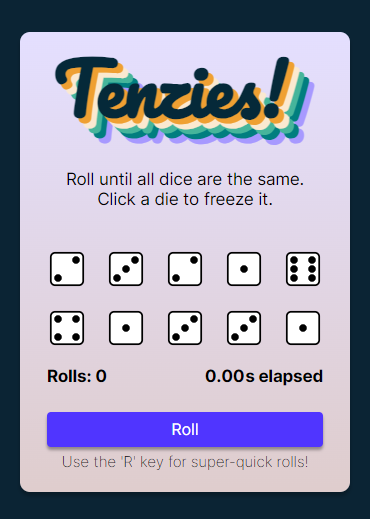 Tenzies!
Roll until all dice are the same.
Click a die to freeze it.
Rolls: 0
0.00s elapsed
Roll
Use the 'R' key for super-quick rolls!